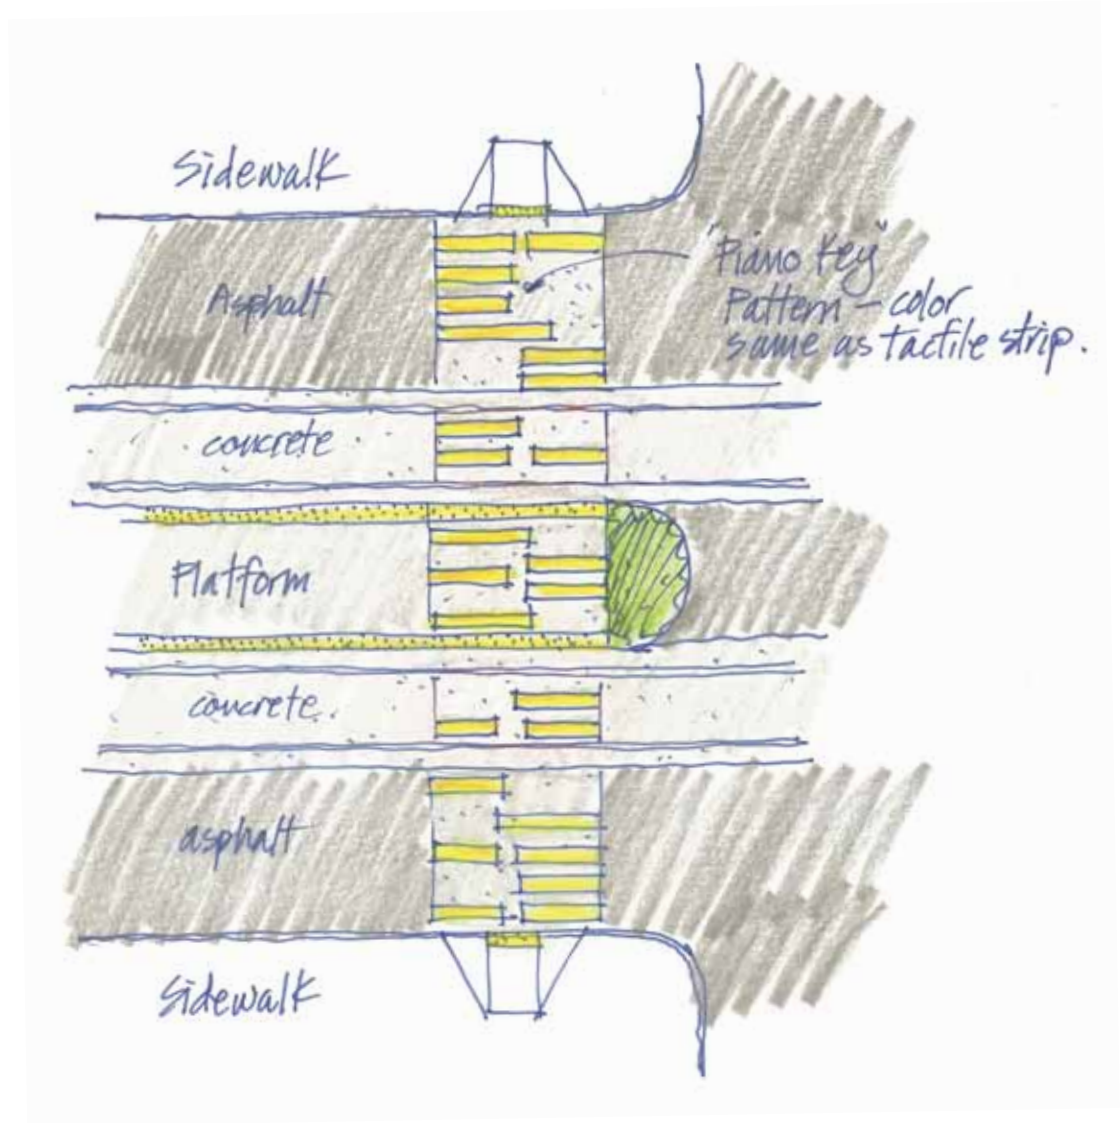 Sidewalk
"Piano Key"
Asphalt
Pattern – color
same as tactile strip.
concrete
Platform
concrete.
asphalt
Sidewalk